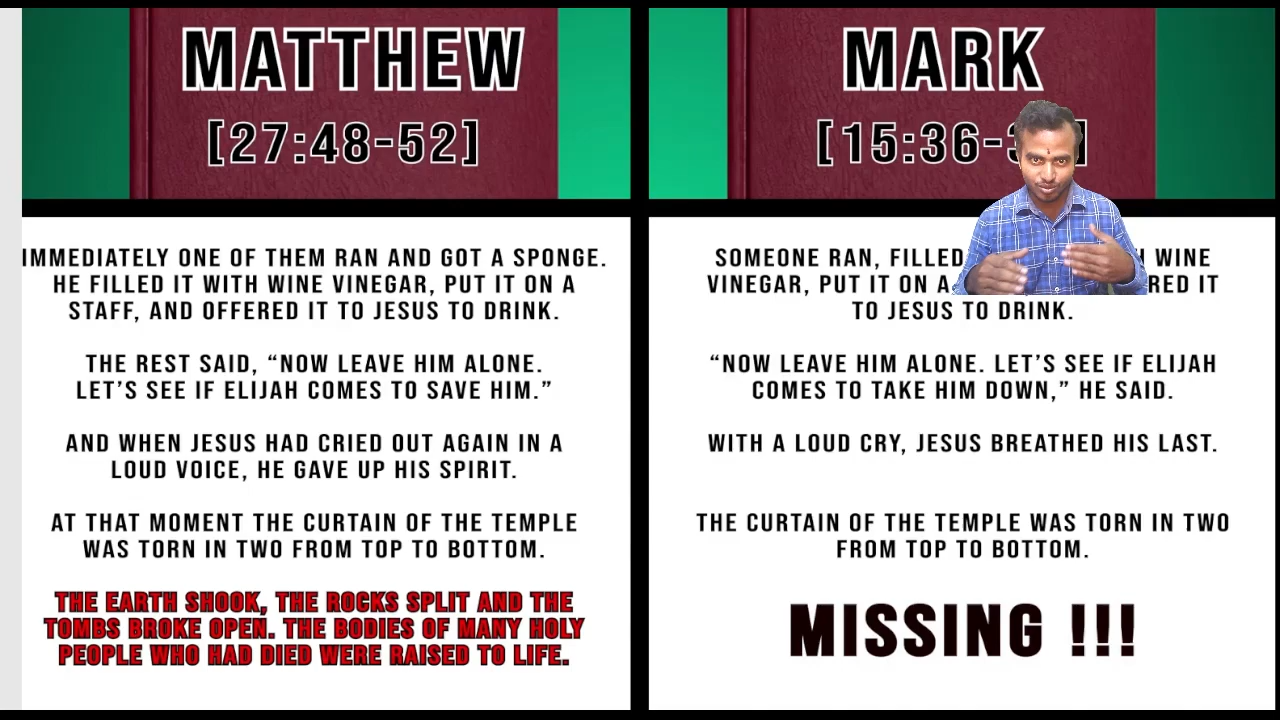 MATTHEW
[27:48-52]
IMMEDIATELY ONE OF THEM RAN AND GOT A SPONGE.
HE FILLED IT WITH WINE VINEGAR, PUT IT ON A
STAFF, AND OFFERED IT TO JESUS TO DRINK.
THE REST SAID, “NOW LEAVE HIM ALONE.
LET’S SEE IF ELIJAH COMES TO SAVE HIM.”
AND WHEN JESUS HAD CRIED OUT AGAIN IN A
LOUD VOICE, HE GAVE UP HIS SPIRIT.
AT THAT MOMENT THE CURTAIN OF THE TEMPLE
WAS TORN IN TWO FROM TOP TO BOTTOM.
THE EARTH SHOOK, THE ROCKS SPLIT AND THE
TOMBS BROKE OPEN. THE BODIES OF MANY HOLY
PEOPLE WHO HAD DIED WERE RAISED TO LIFE.
MARK
[15:36-
SOMEONE RAN, FILLED WINE
VINEGAR, PUT IT ON A
TO JESUS TO DRINK.
“NOW LEAVE HIM ALONE. LET’S SEE IF ELIJAH
COMES TO TAKE HIM DOWN,” HE SAID.
WITH A LOUD CRY, JESUS BREATHED HIS LAST.
THE CURTAIN OF THE TEMPLE WAS TORN IN TWO
FROM TOP TO BOTTOM.
MISSING !!!